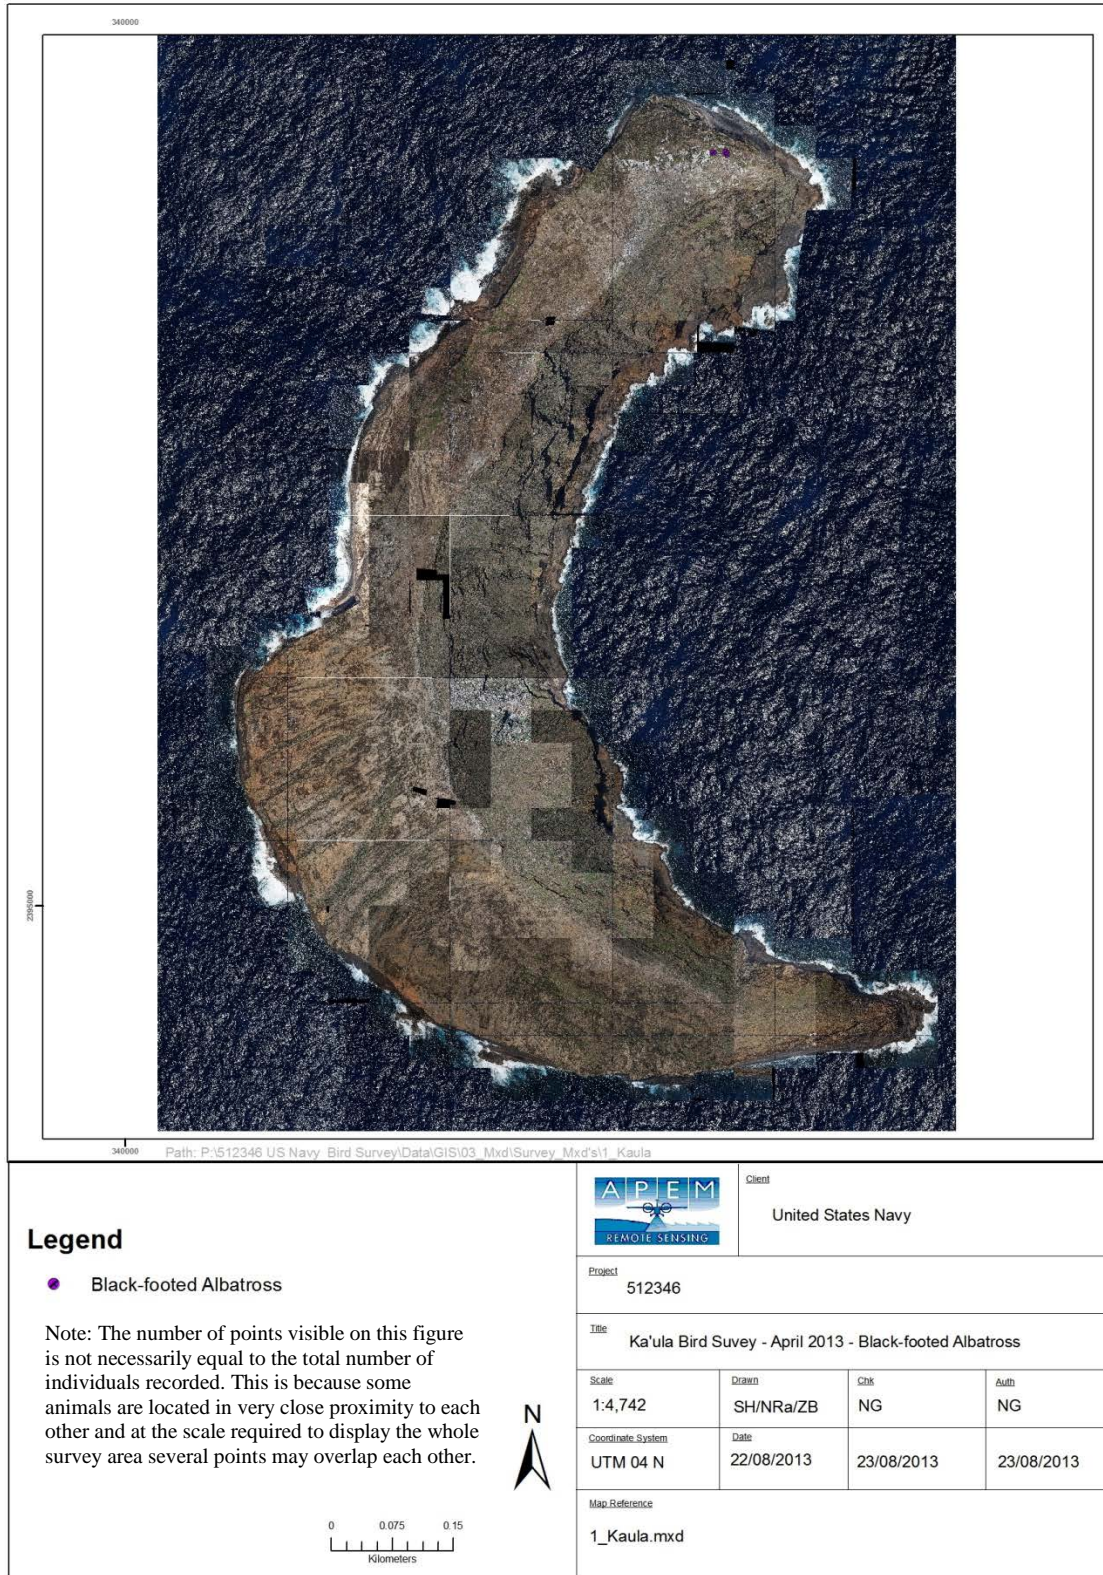 340000
2395000
340000
Path: P:\512346 US Navy Bird Survey\Data\GIS\03_Mxd\Survey_Mxd's\1_Kaula
Legend
Black-footed Albatross
Note: The number of points visible on this figure
is not necessarily equal to the total number of
individuals recorded. This is because some
animals are located in very close proximity to each
other and at the scale required to display the whole
survey area several points may overlap each other.
N
0 0.075 0.15
Kilometers
APEM
REMOTE SENSING
Client
United States Navy
Project
512346
Title
Ka'ula Bird Suvey - April 2013 - Black-footed Albatross
Scale
1:4,742
Drawn
SH/NRa/ZB
Chk
NG
Auth
NG
Coordinate System
UTM 04 N
Date
22/08/2013
23/08/2013
23/08/2013
Map Reference
1_Kaula.mxd